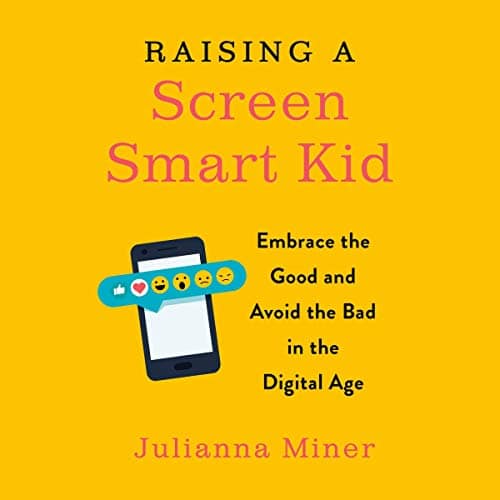 RAISING A
Screen
Smart Kid
Embrace the
Good and
Avoid the Bad
in the
Digital Age
Julianna Miner